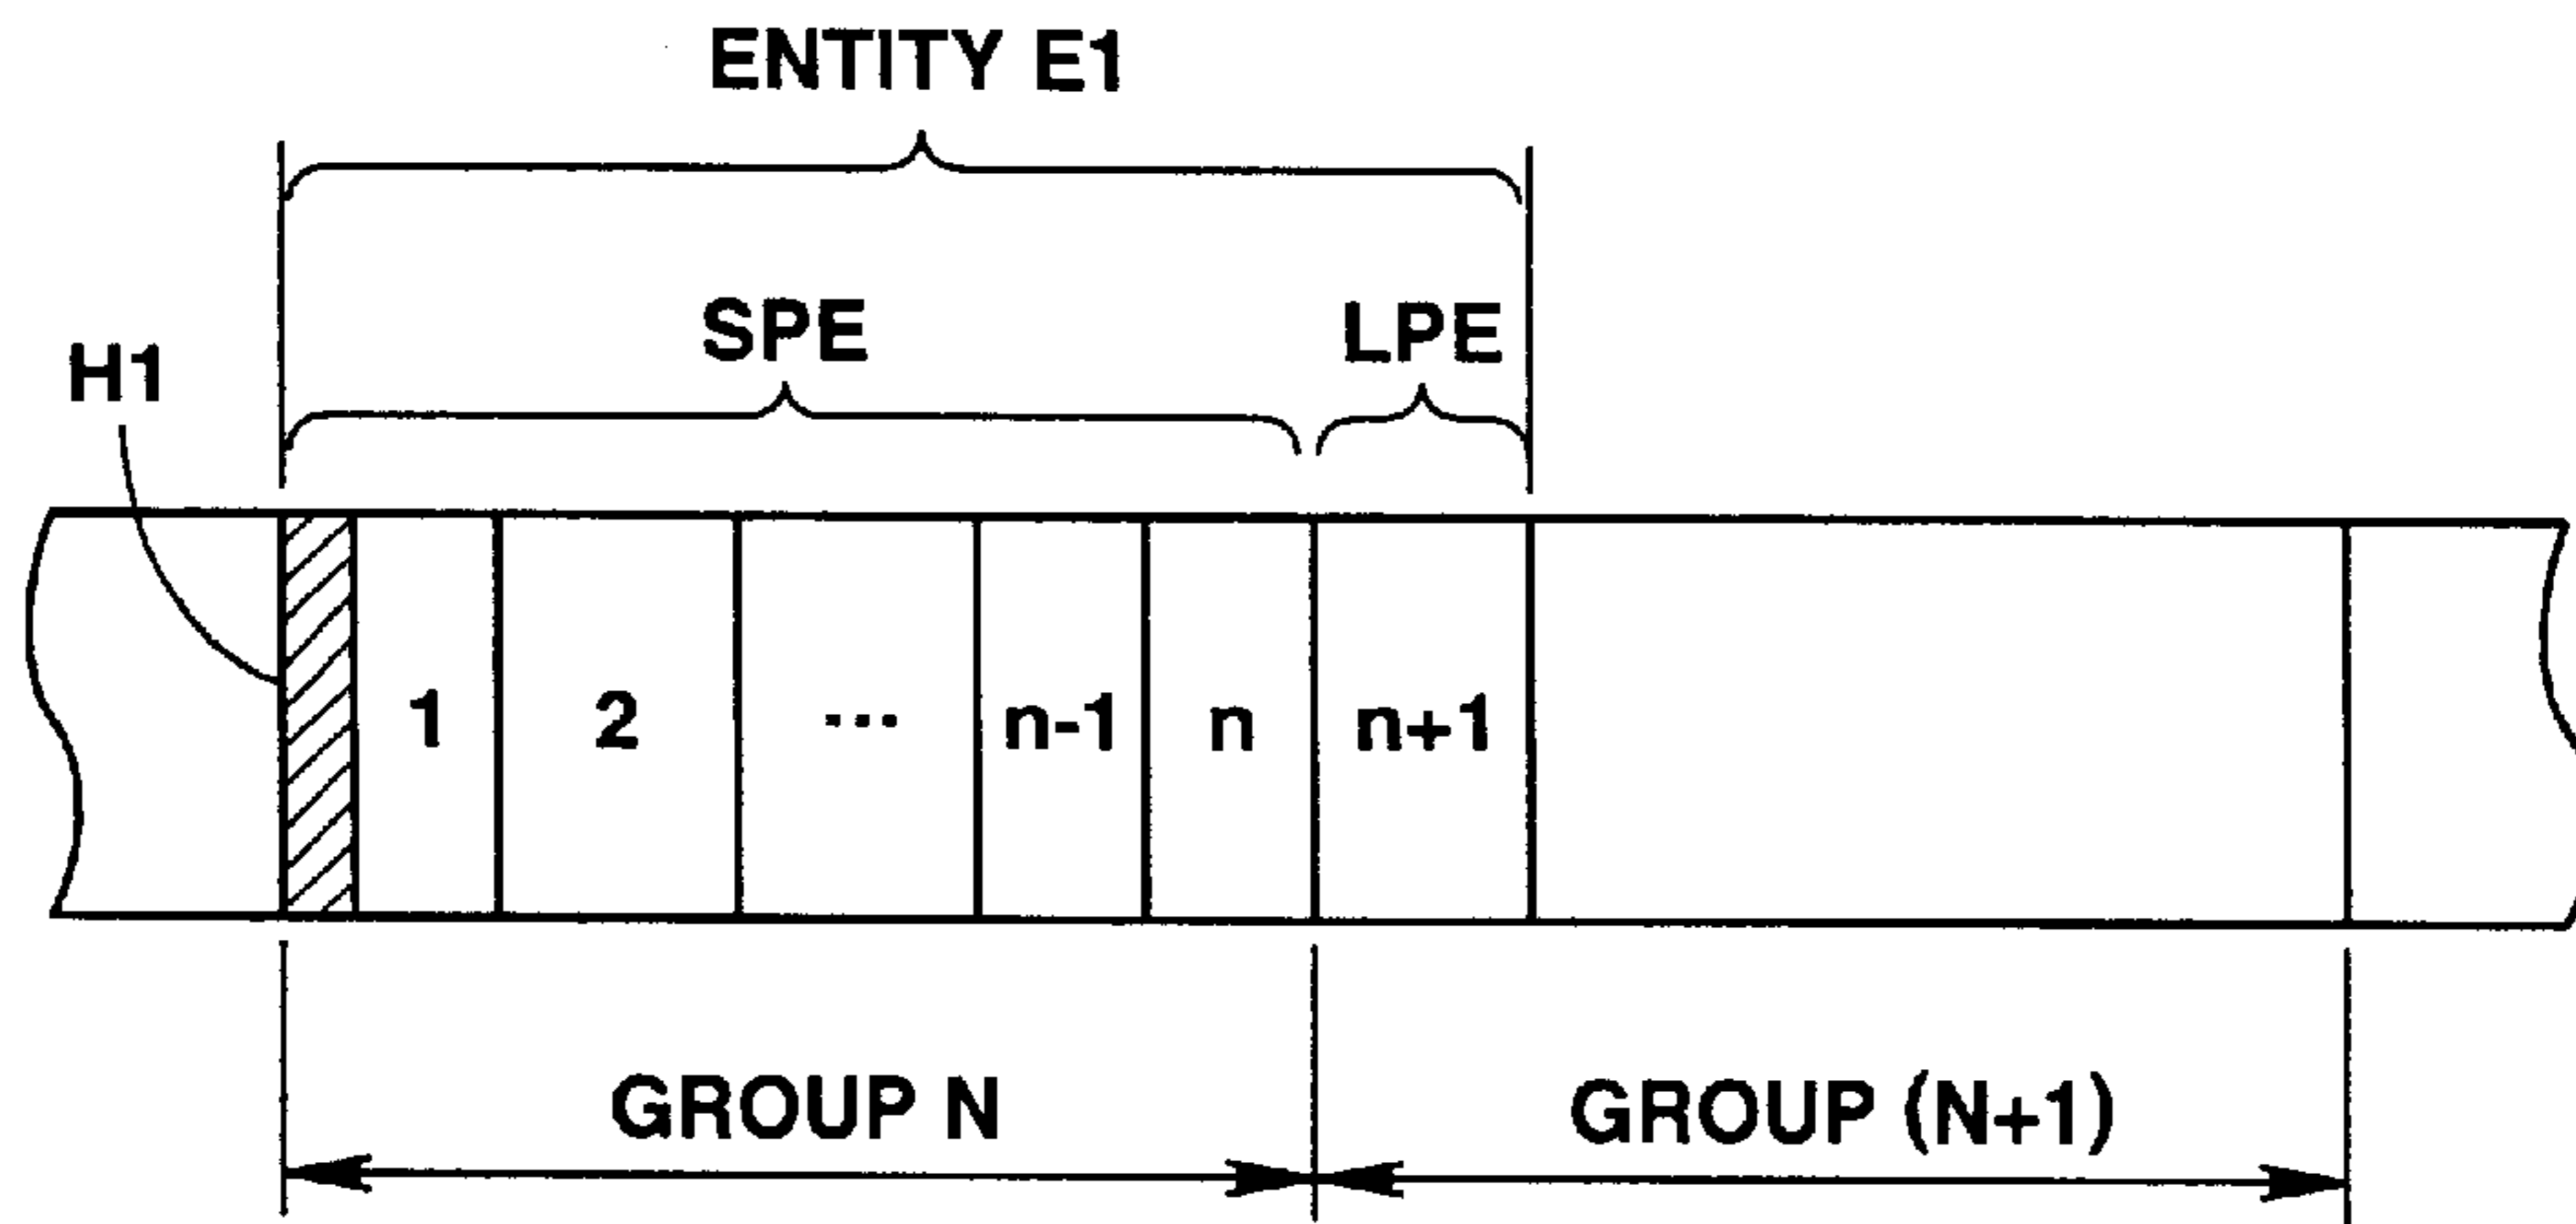 ENTITY E1
SPE
LPE
H1
1 2 ... n-1 n n+1
GROUP N
GROUP (N+1)